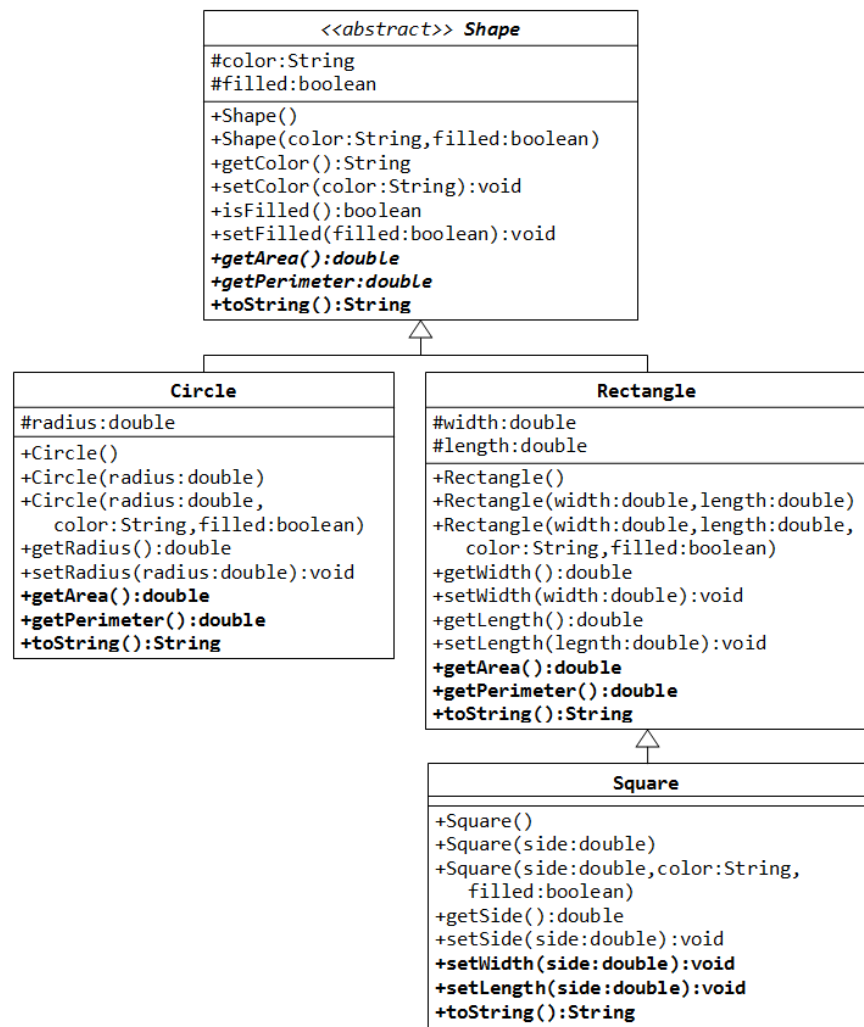 <<abstract>> Shape
#color:String
#filled:boolean
+Shape()
+Shape(color:String,filled:boolean)
+getColor():String
+setColor(color:String):void
+isFilled():boolean
+setFilled(filled:boolean):void
+getArea():double
+getPerimeter:double
+toString():String
Circle
#radius:double
+Circle()
+Circle(radius:double)
+Circle(radius:double,
color:String,filled:boolean)
+getRadius():double
+setRadius(radius:double):void
+getArea():double
+getPerimeter():double
+toString():String
Rectangle
#width:double
#length:double
+Rectangle()
+Rectangle(width:double,length:double)
+Rectangle(width:double,length:double,
color:String,filled:boolean)
+getWidth():double
+setWidth(width:double):void
+getLength():double
+setLength(legnth:double):void
+getArea():double
+getPerimeter():double
+toString():String
Square
+Square()
+Square(side:double)
+Square(side:double,color:String,
filled:boolean)
+getSide():double
+setSide(side:double):void
+setWidth(side:double):void
+setLength(side:double):void
+toString():String